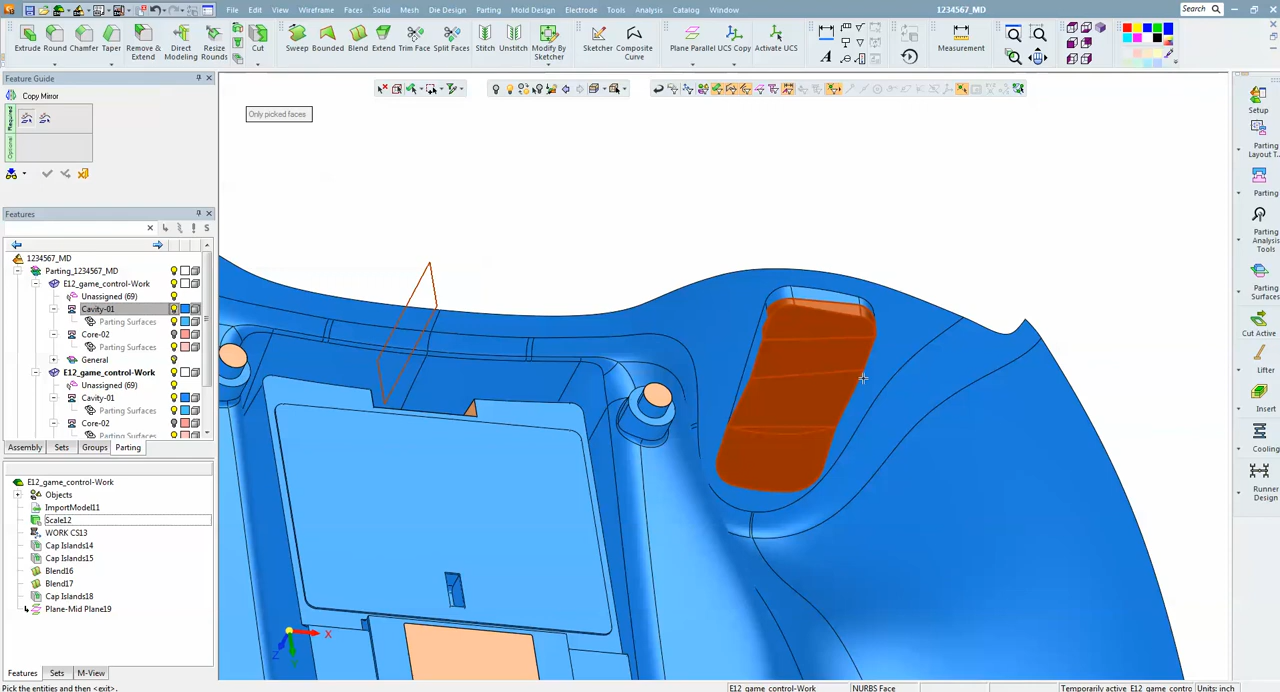 File Edit View Wireframe Faces Solid Mesh Die Design Parting Mold Design Electrode Tools Analysis Catalog Window
1234567_MD
Search
Extrude Round Chamfer Taper Remove & Extend Direct Modeling Resize Rounds Cut Sweep Bounded Blend Extend Trim Face Split Faces Stitch Unstitch Modify By Sketcher Sketcher Composite Curve Plane Parallel UCS Copy Activate UCS Measurement
Feature Guide
Copy Mirror
Required
Optional
Only picked faces
Features
1234567_MD
Parting_1234567_MD
E12_game_control-Work
Unassigned (69)
Cavity-01
Parting Surfaces
Core-02
Parting Surfaces
General
E12_game_control-Work
Unassigned (69)
Cavity-01
Parting Surfaces
Core-02
Parting Surfaces
Assembly Sets Groups Parting
E12_game_control-Work
Objects
ImportModel11
Scale12
WORK CS13
Cap Islands14
Cap Islands15
Blend16
Blend17
Cap Islands18
Plane-Mid Plane19
Features Sets M-View
X
Y
Z
Setup
Parting Layout T...
Parting
Parting Analysis Tools
Parting Surfaces
Cut Active
Lifter
Insert
Cooling
Runner Design
Pick the entities and then <exit>.
E12_game_control-Work
NURBS Face
Temporarily active E12_game_contro
Units: inch